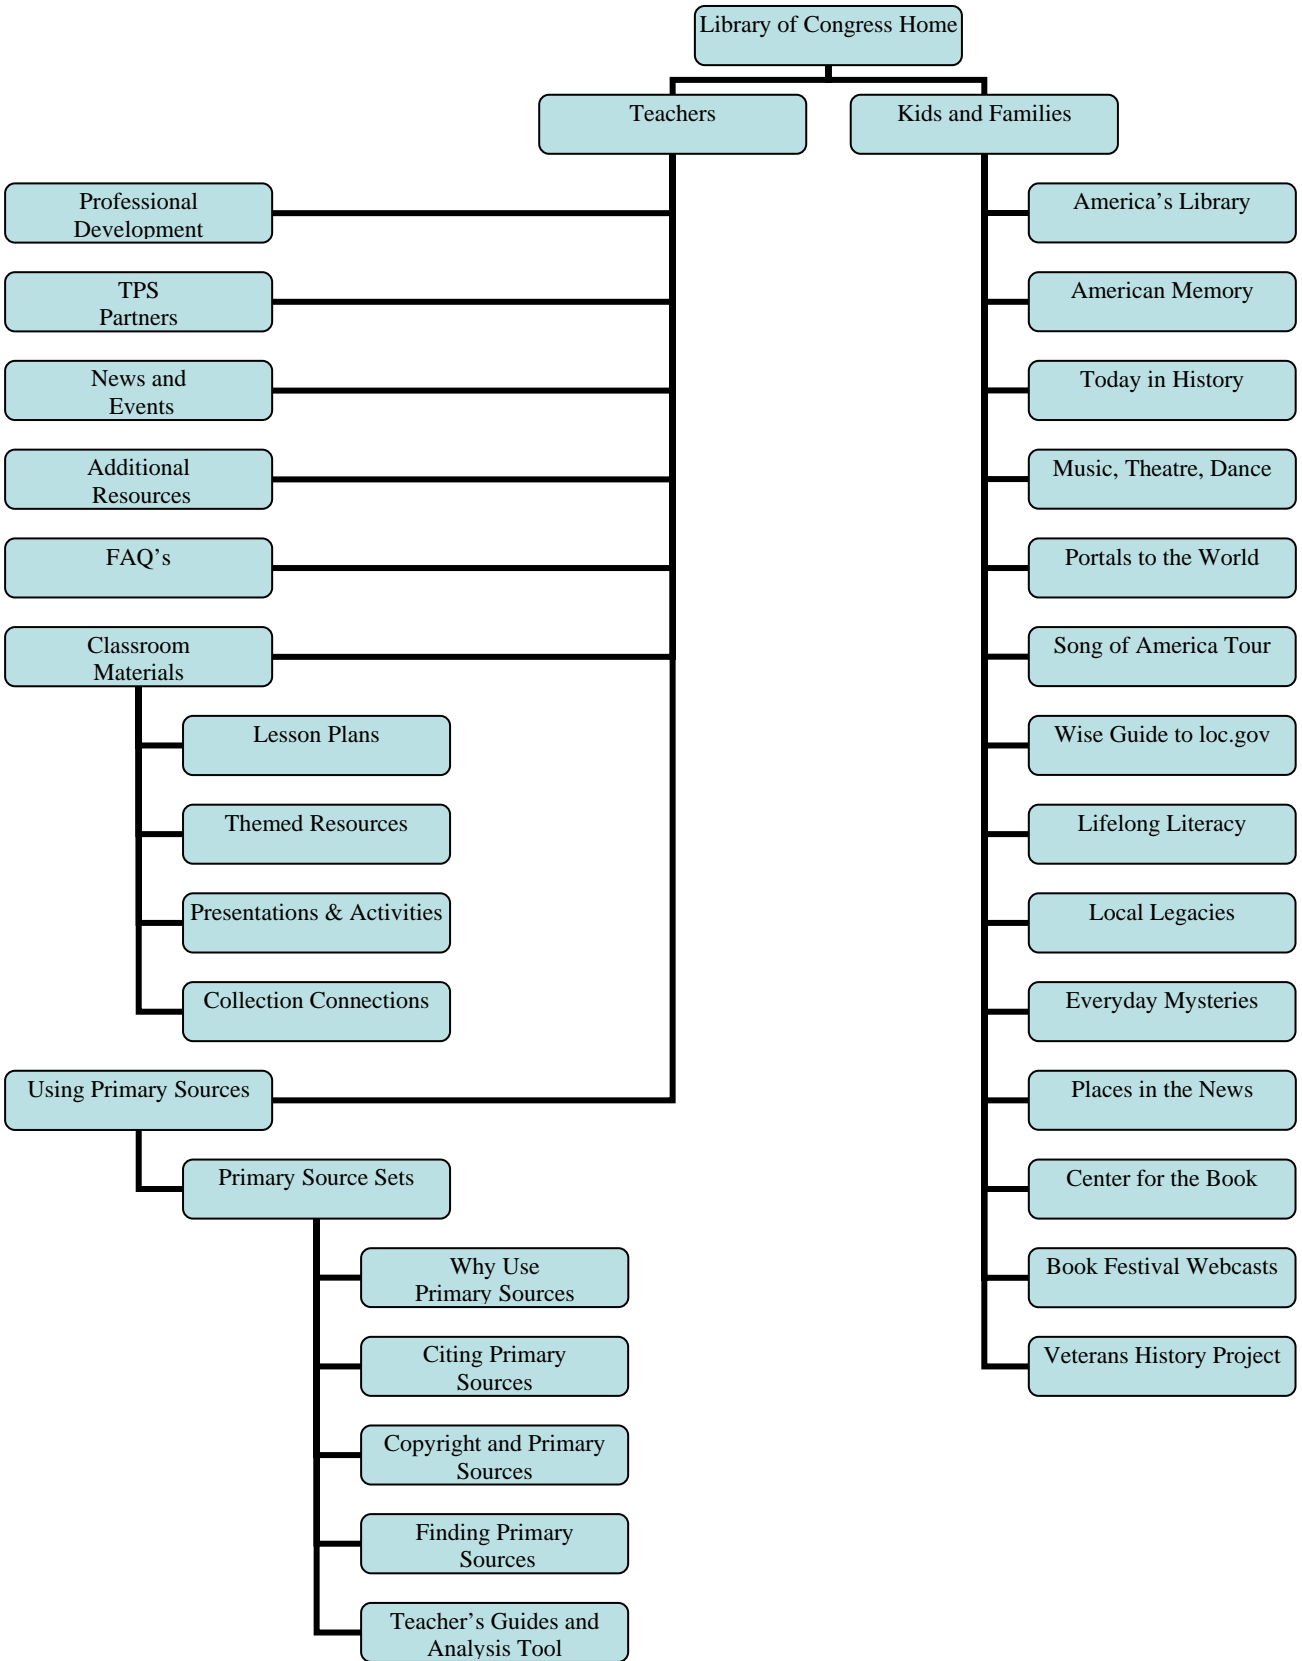 Library of Congress Home
Teachers
Kids and Families
Professional
Development
TPS
Partners
News and
Events
Additional
Resources
FAQ’s
Classroom
Materials
Lesson Plans
Themed Resources
Presentations & Activities
Collection Connections
Using Primary Sources
Primary Source Sets
Why Use
Primary Sources
Citing Primary
Sources
Copyright and Primary
Sources
Finding Primary
Sources
Teacher’s Guides and
Analysis Tool
America’s Library
American Memory
Today in History
Music, Theatre, Dance
Portals to the World
Song of America Tour
Wise Guide to loc.gov
Lifelong Literacy
Local Legacies
Everyday Mysteries
Places in the News
Center for the Book
Book Festival Webcasts
Veterans History Project